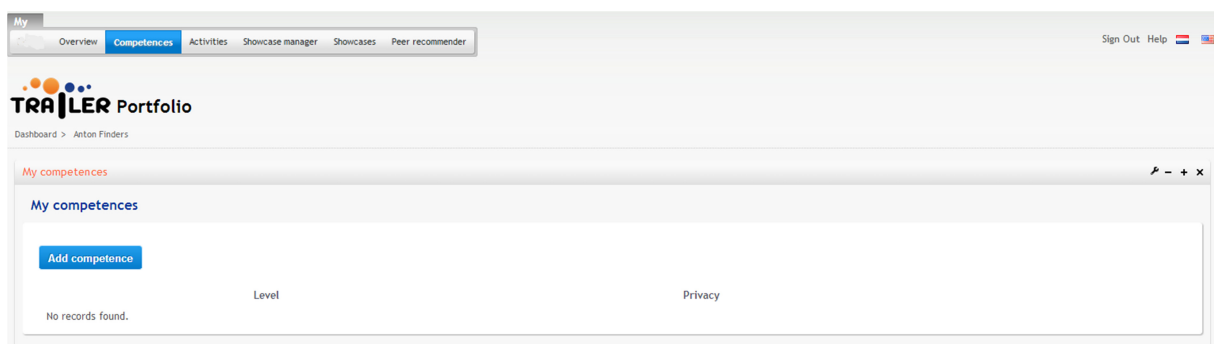 My
Overview Competences Activities Showcase manager Showcases Peer recommender
Sign Out Help
TRAILER Portfolio
Dashboard > Anton Finders
My competences
My competences
Add competence
Level Privacy
No records found.